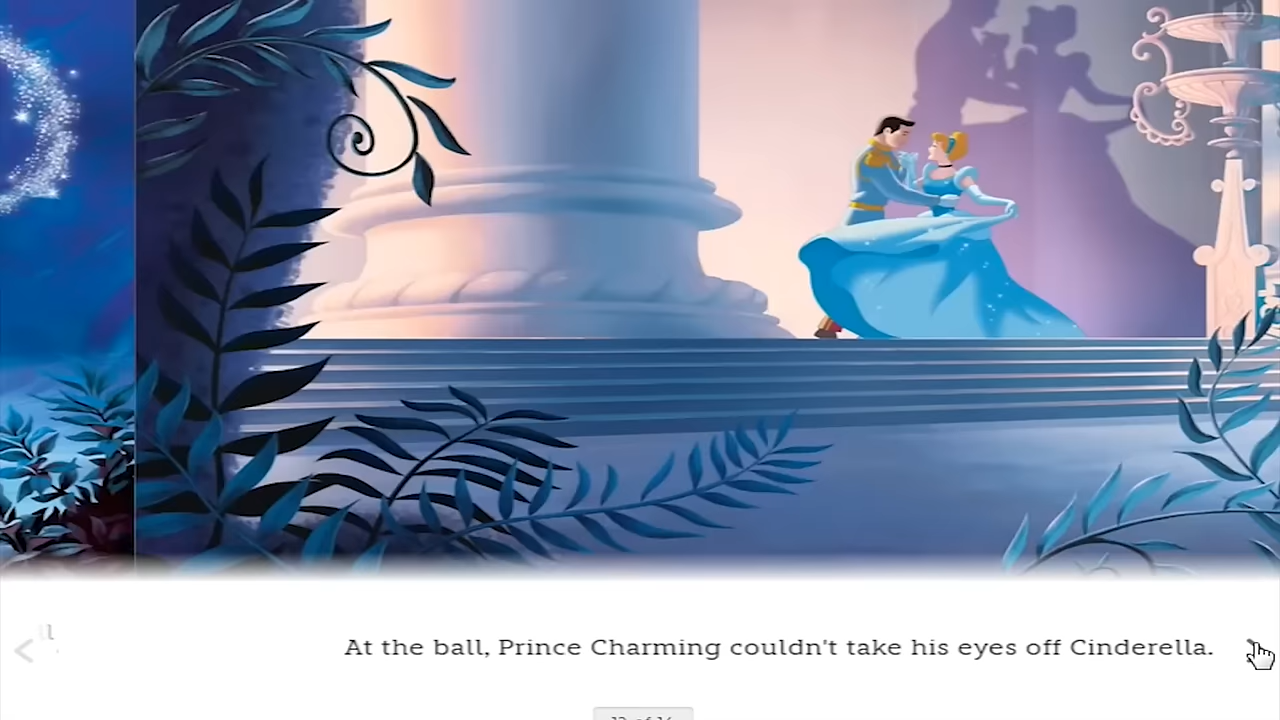 At the ball, Prince Charming couldn't take his eyes off Cinderella.